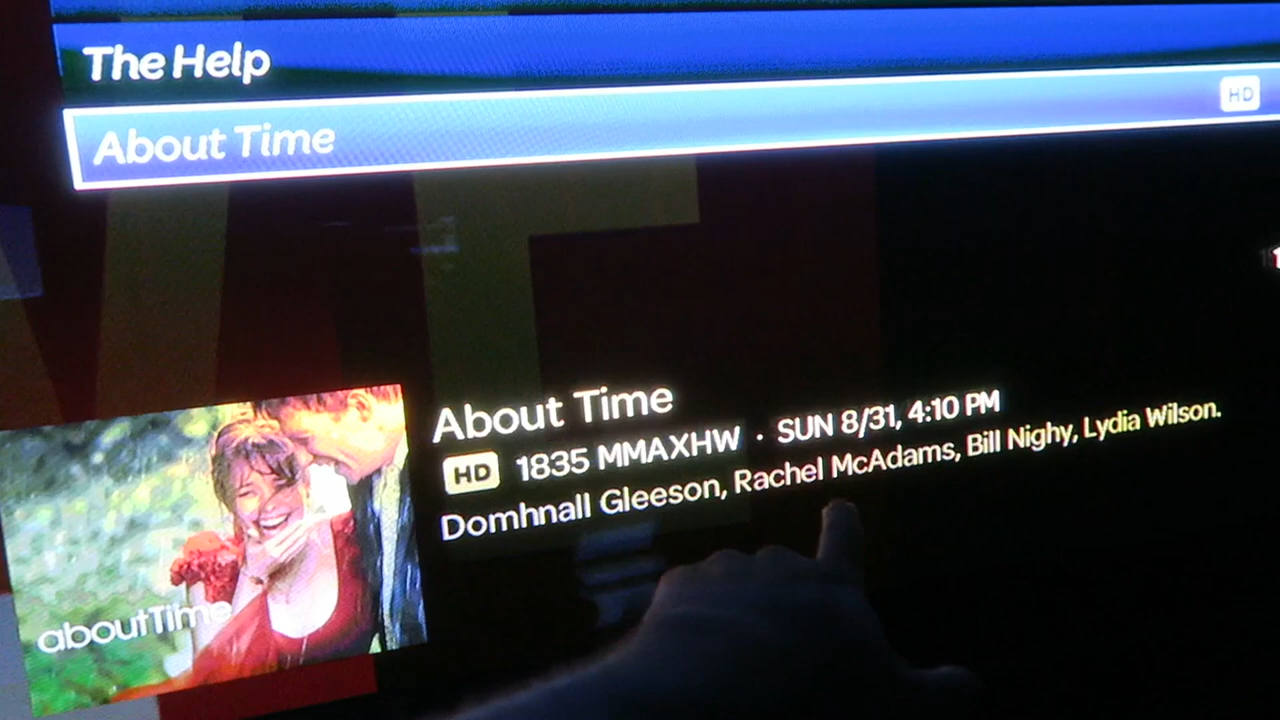 The Help
About Time
HD
About Time
HD 1835 MMAXHW · SUN 8/31, 4:10 PM
Domhnall Gleeson, Rachel McAdams, Bill Nighy, Lydia Wilson.
aboutTime